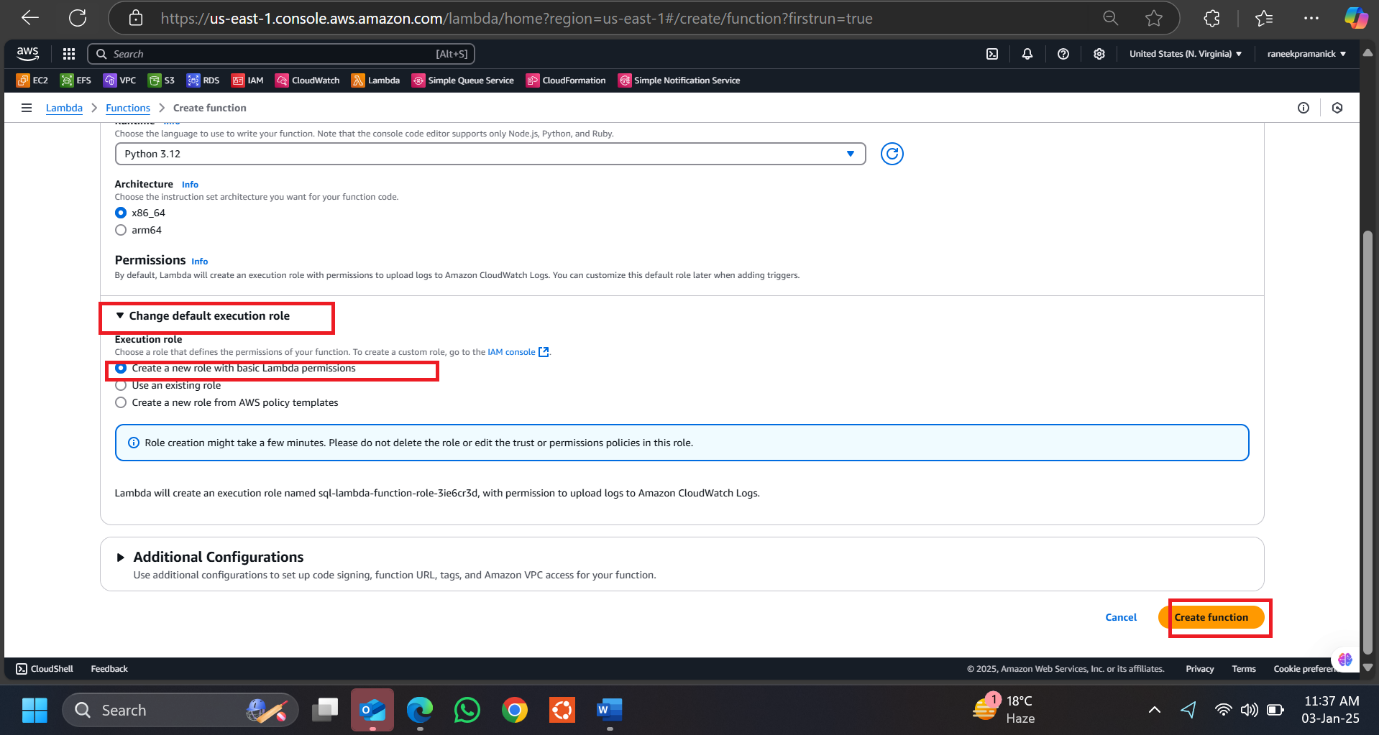 https://us-east-1.console.aws.amazon.com/lambda/home?region=us-east-1#/create/function?firstrun=true
aws Search [Alt+S] United States (N. Virginia) raneekpramanick
EC2 EFS VPC S3 RDS IAM CloudWatch Lambda Simple Queue Service CloudFormation Simple Notification Service
Lambda Functions Create function
Runtime Info
Choose the language to use to write your function. Note that the console code editor supports only Node.js, Python, and Ruby.
Python 3.12
Architecture Info
Choose the instruction set architecture you want for your function code.
x86_64
arm64
Permissions Info
By default, Lambda will create an execution role with permissions to upload logs to Amazon CloudWatch Logs. You can customize this default role later when adding triggers.
Change default execution role
Execution role
Choose a role that defines the permissions of your function. To create a custom role, go to the IAM console.
Create a new role with basic Lambda permissions
Use an existing role
Create a new role from AWS policy templates
Role creation might take a few minutes. Please do not delete the role or edit the trust or permissions policies in this role.
Lambda will create an execution role named sql-lambda-function-role-3ie6cr3d, with permission to upload logs to Amazon CloudWatch Logs.
Additional Configurations
Use additional configurations to set up code signing, function URL, tags, and Amazon VPC access for your function.
Cancel Create function
CloudShell Feedback © 2025, Amazon Web Services, Inc. or its affiliates. Privacy Terms Cookie preferen
Search 1 18°C 11:37 AM
Haze 03-Jan-25